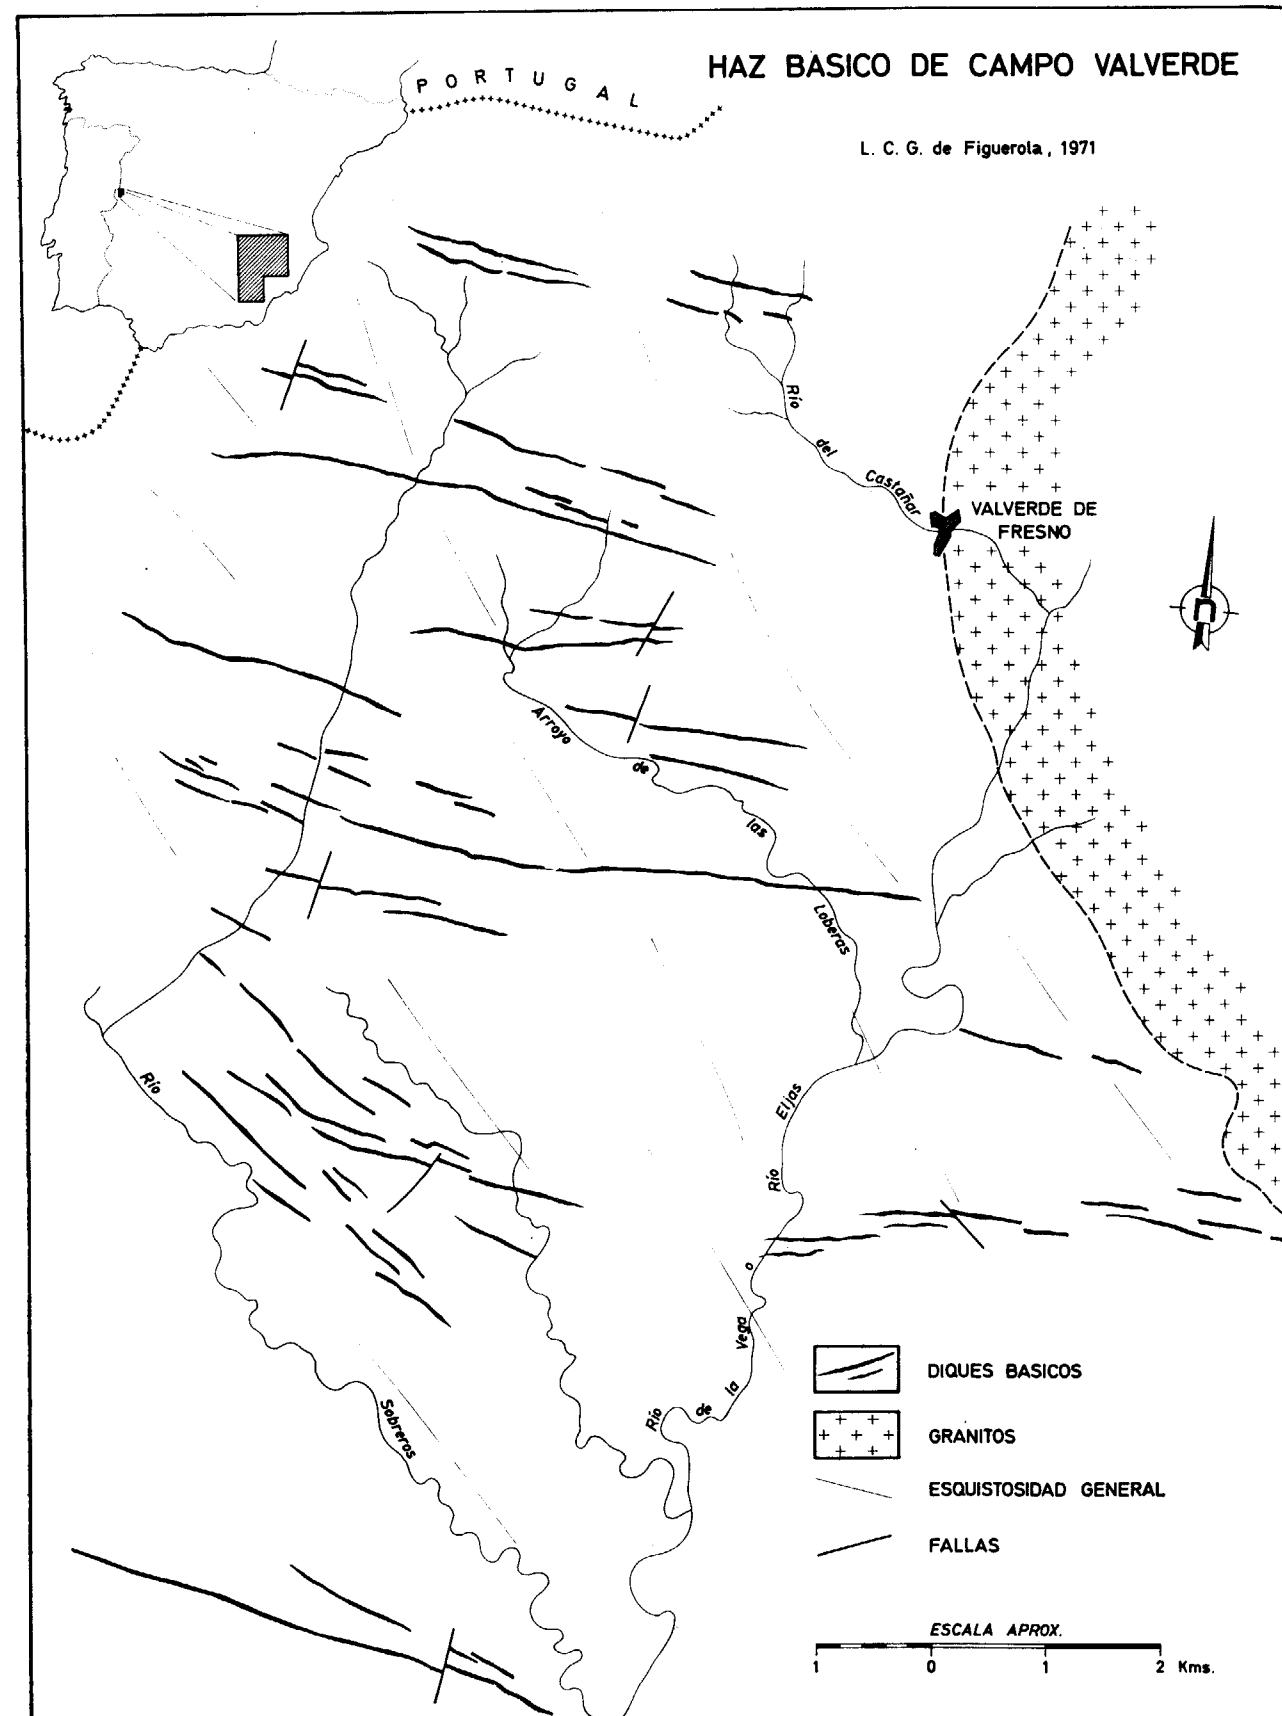 HAZ BASICO DE CAMPO VALVERDE
PORTUGAL
L. C. G. de Figuerola, 1971
Río del Castañar
VALVERDE DE
FRESNO
n
Arroyo de las Loberas
Río Eljas
o
Río de la Vega
Río Sobreros
DIQUES BASICOS
GRANITOS
ESQUISTOSIDAD GENERAL
FALLAS
ESCALA APROX.
1 0 1 2 Kms.